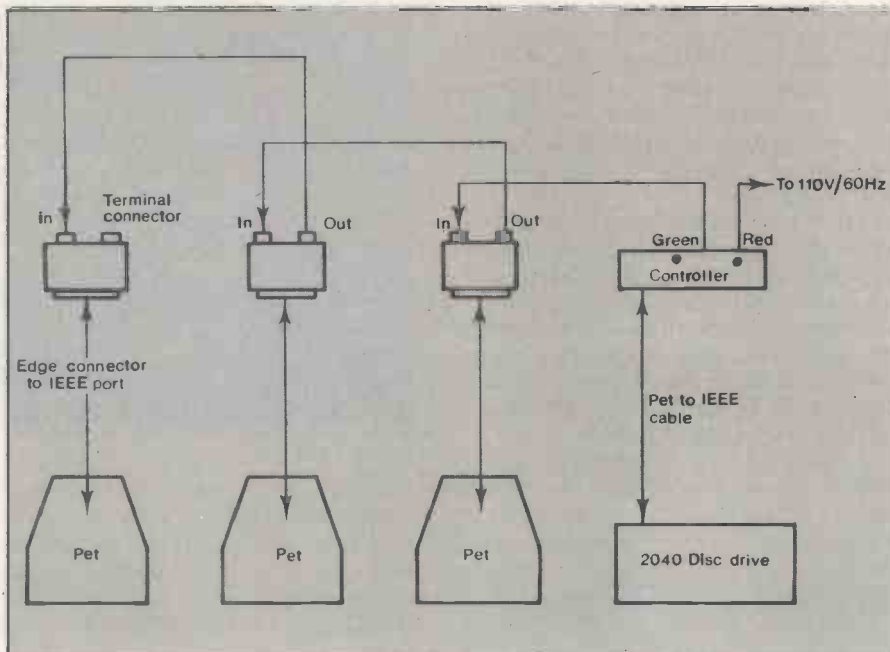 To 110V/60Hz
Terminal
connector
in
In
Out
In
Out
Green
Red
Controller
Edge connector
to IEEE port
Pet to IEEE
cable
Pet
Pet
Pet
2040 Disc drive